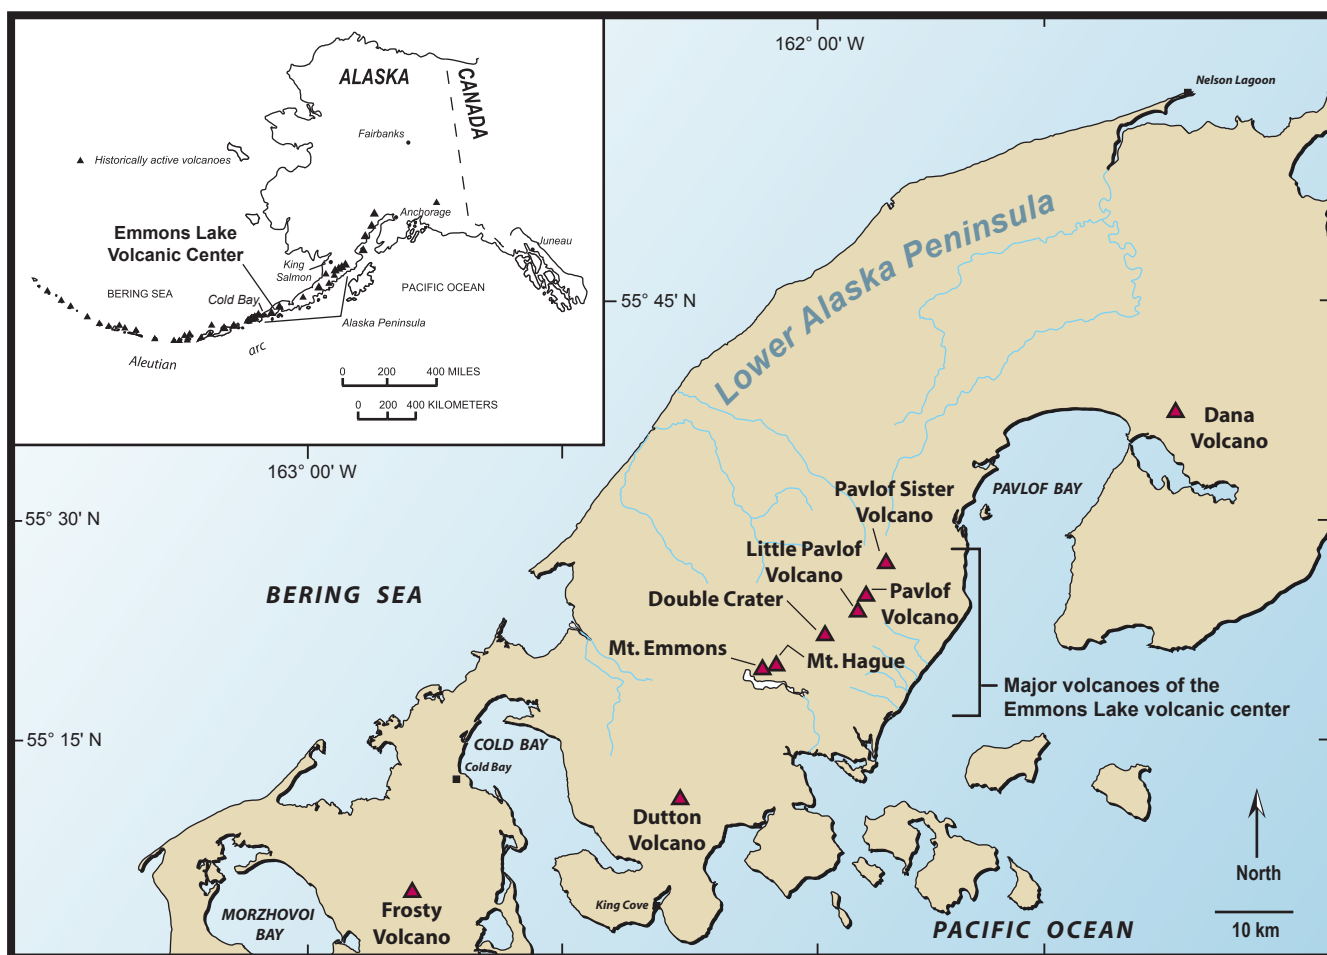 162° 00' W
Nelson Lagoon
ALASKA
CANADA
Fairbanks
Historically active volcanoes
Anchorage
Emmons Lake
Volcanic Center
Juneau
King
Salmon
BERING SEA
PACIFIC OCEAN
Cold Bay
Alaska Peninsula
Aleutian
arc
0 200 400 MILES
0 200 400 KILOMETERS
Lower Alaska Peninsula
55° 45' N
163° 00' W
Dana
Volcano
PAVLOF BAY
Pavlof Sister
Volcano
55° 30' N
Little Pavlof
Volcano
Pavlof
Volcano
Double Crater
BERING SEA
Mt. Emmons
Mt. Hague
Major volcanoes of the
Emmons Lake volcanic center
55° 15' N
COLD BAY
Cold Bay
Dutton
Volcano
North
King Cove
Frosty
Volcano
MORZHOVOI
BAY
PACIFIC OCEAN
10 km